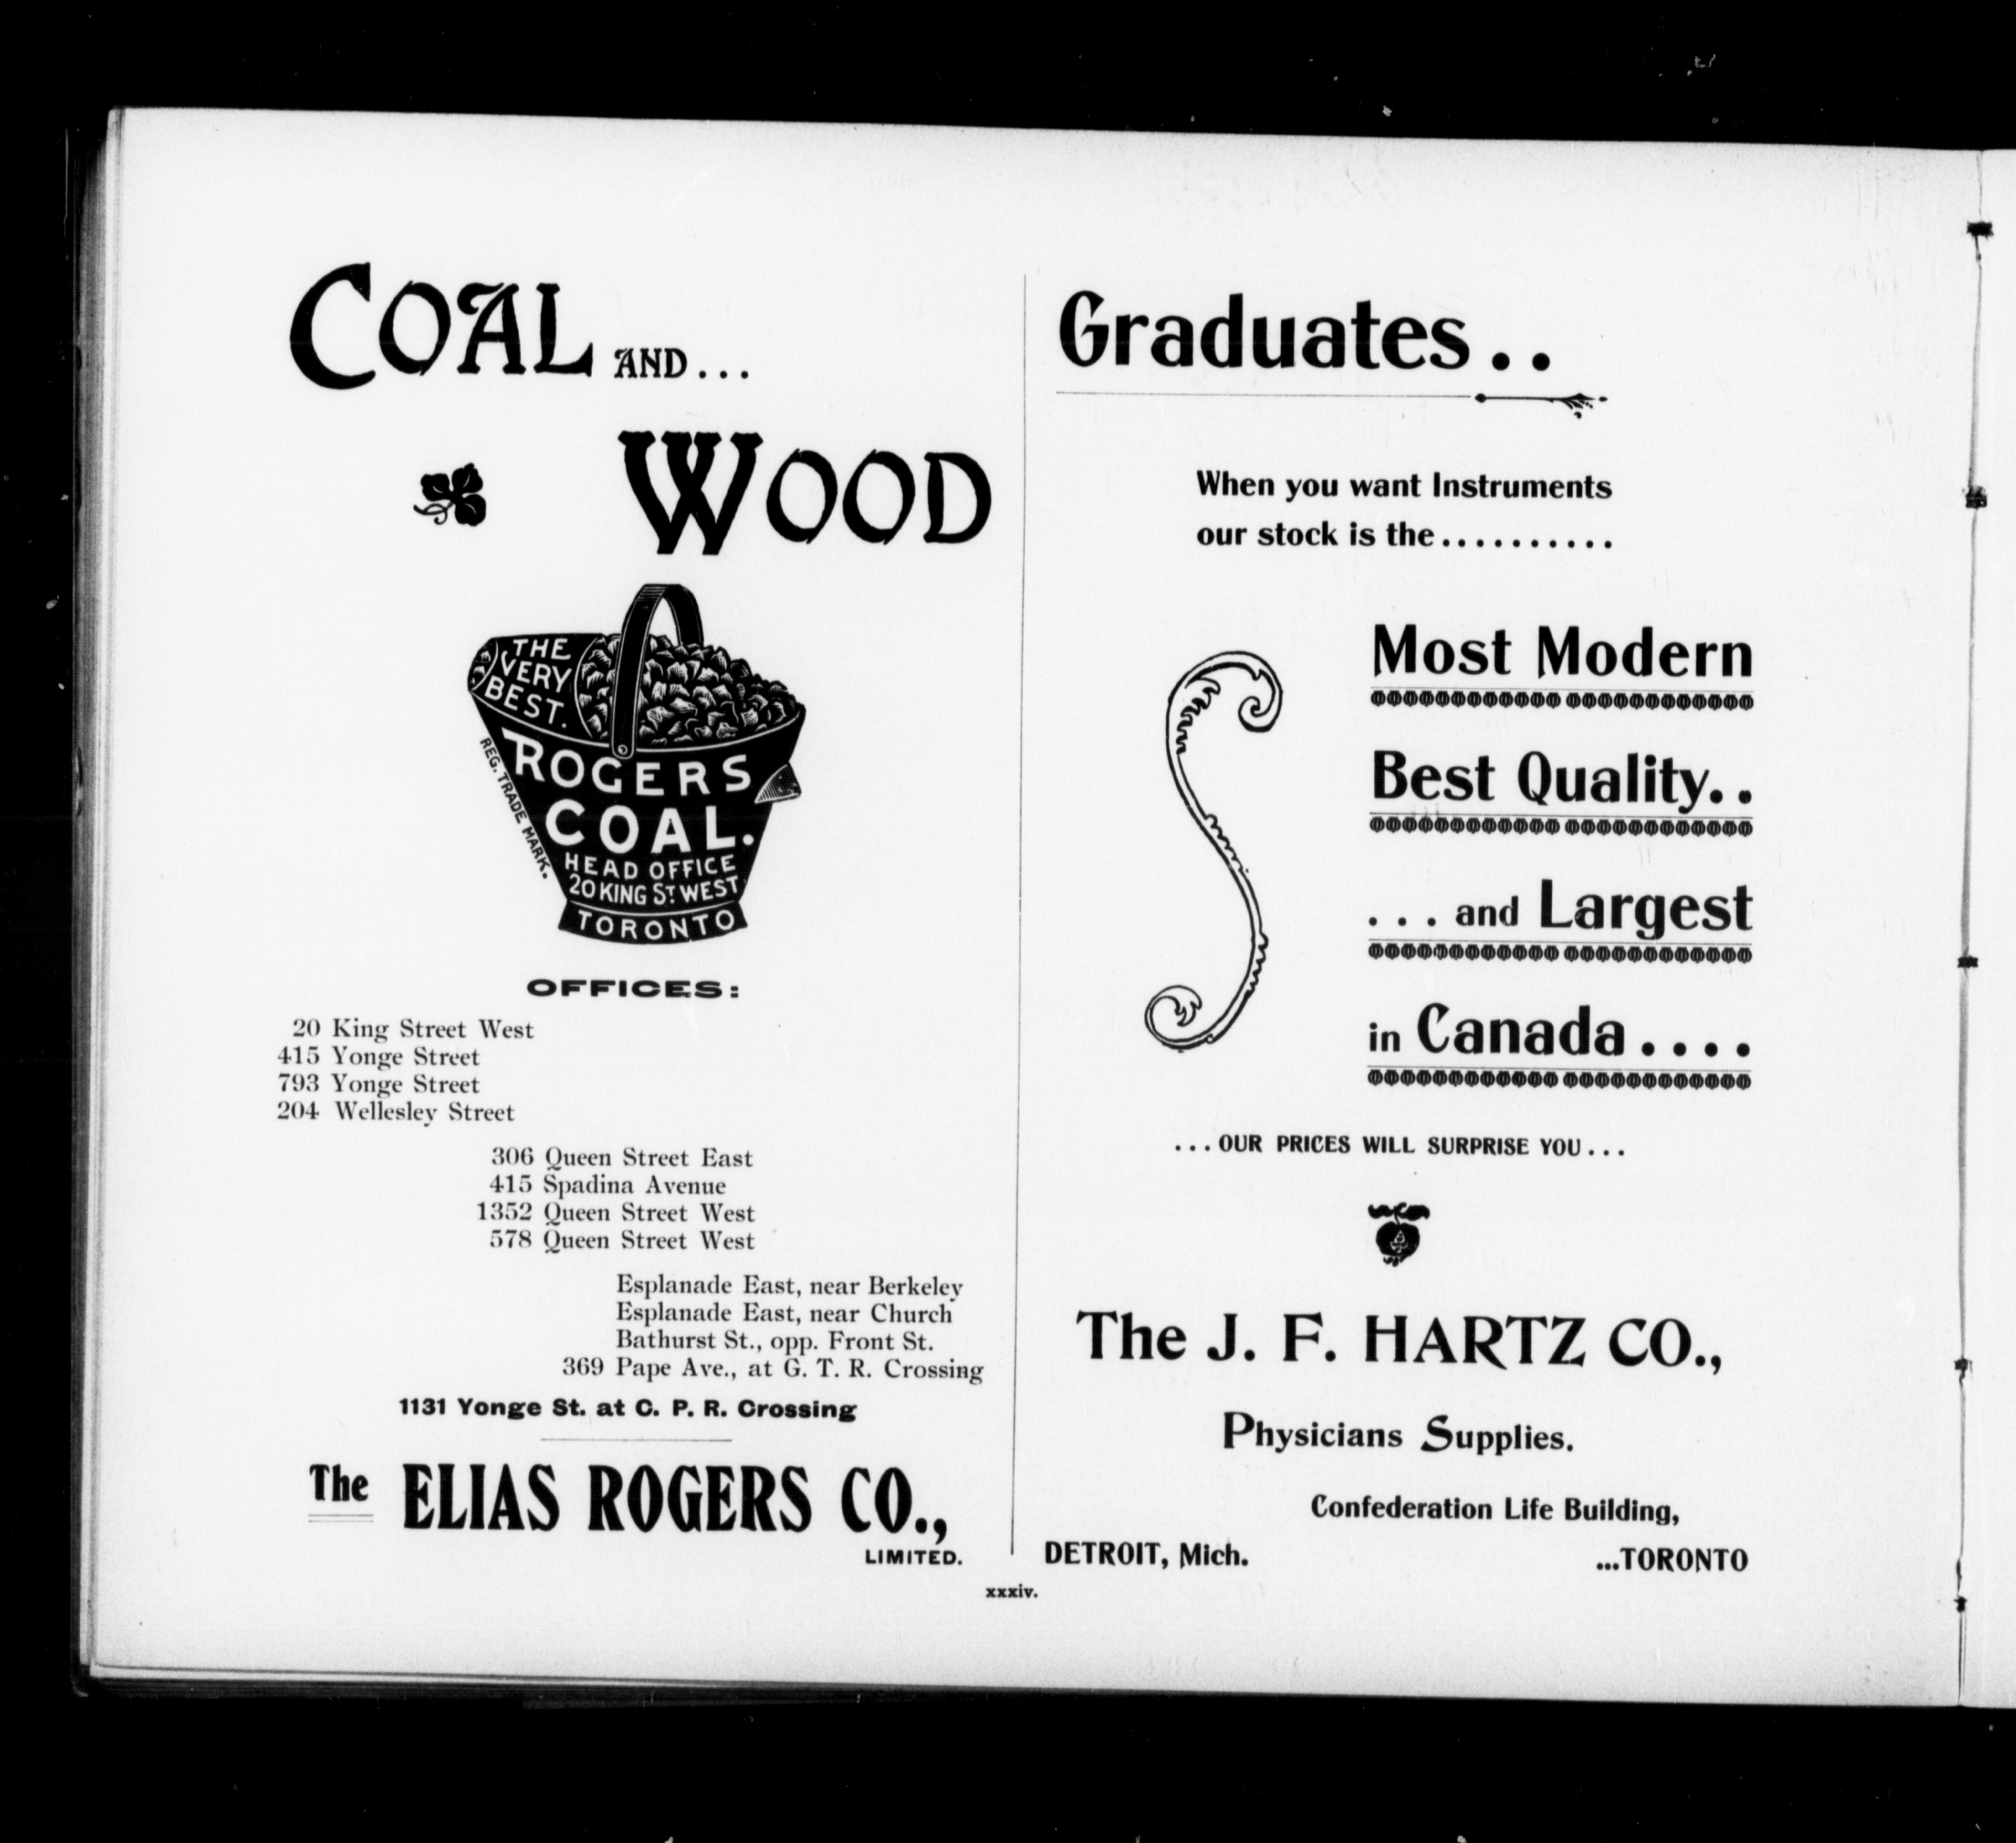 COAL AND...
WOOD
THE
VERY
BEST.
ROGERS
COAL.
HEAD OFFICE
20 KING ST. WEST
TORONTO
REG. TRADE MARK.
OFFICES:
20 King Street West
415 Yonge Street
793 Yonge Street
204 Wellesley Street
306 Queen Street East
415 Spadina Avenue
1352 Queen Street West
578 Queen Street West
Esplanade East, near Berkeley
Esplanade East, near Church
Bathurst St., opp. Front St.
369 Pape Ave., at G. T. R. Crossing
1131 Yonge St. at C. P. R. Crossing
The ELIAS ROGERS CO.,
LIMITED.
Graduates..
When you want Instruments
our stock is the..........
Most Modern
Best Quality..
...and Largest
in Canada....
...OUR PRICES WILL SURPRISE YOU...
The J. F. HARTZ CO.,
Physicians Supplies.
Confederation Life Building,
DETROIT, Mich. ...TORONTO
xxxiv.